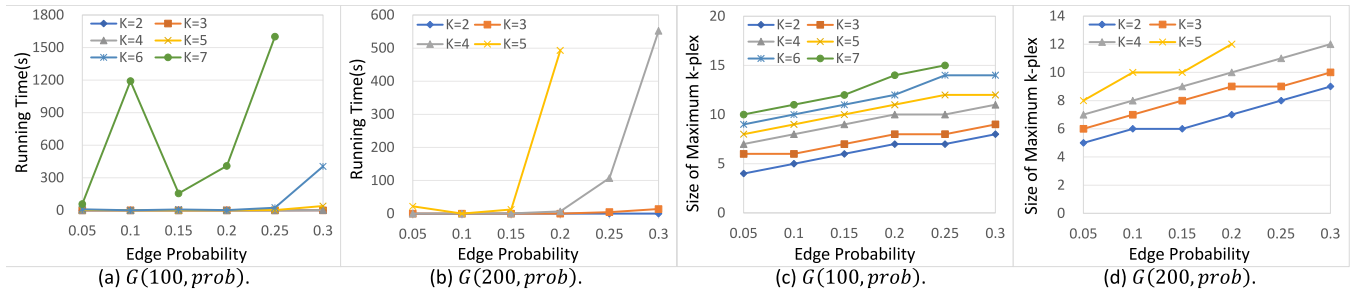 1800
1500
1200
900
600
300
0
Running Time(s)
K=2 K=3
K=4 K=5
K=6 K=7
0.05 0.1 0.15 0.2 0.25 0.3
Edge Probability
(a) G(100, prob).
600
500
400
300
200
100
0
Running Time(s)
K=2 K=3
K=4 K=5
0.05 0.1 0.15 0.2 0.25 0.3
Edge Probability
(b) G(200, prob).
20
15
10
5
0
Size of Maximum k-plex
K=2 K=3
K=4 K=5
K=6 K=7
0.05 0.1 0.15 0.2 0.25 0.3
Edge Probability
(c) G(100, prob).
14
12
10
8
6
4
2
0
Size of Maximum k-plex
K=2 K=3
K=4 K=5
0.05 0.1 0.15 0.2 0.25 0.3
Edge Probability
(d) G(200, prob).